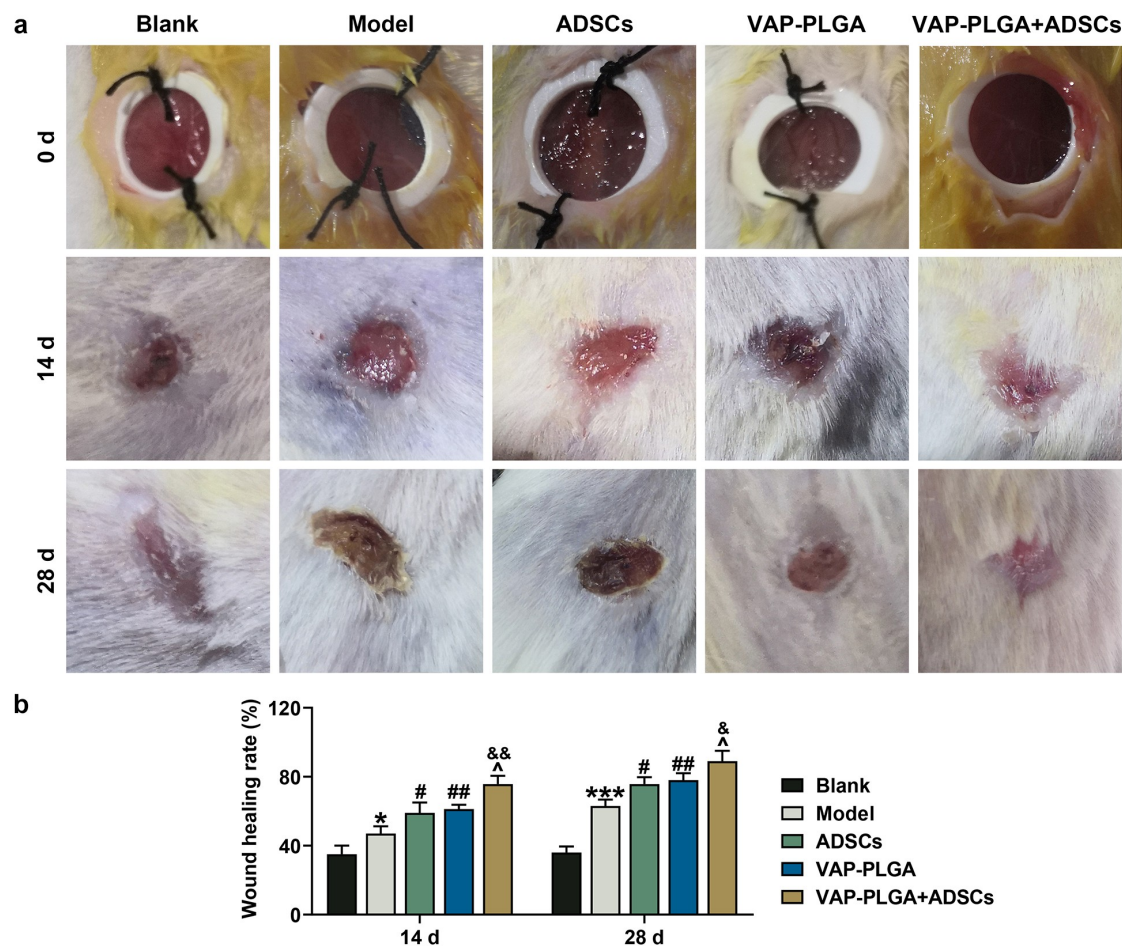 a
Blank Model ADSCs VAP-PLGA VAP-PLGA+ADSCs
0 d
14 d
28 d
b
Wound healing rate (%)
120
80
40
0
* # ## && ^
*** # ## & ^
14 d 28 d
Blank
Model
ADSCs
VAP-PLGA
VAP-PLGA+ADSCs